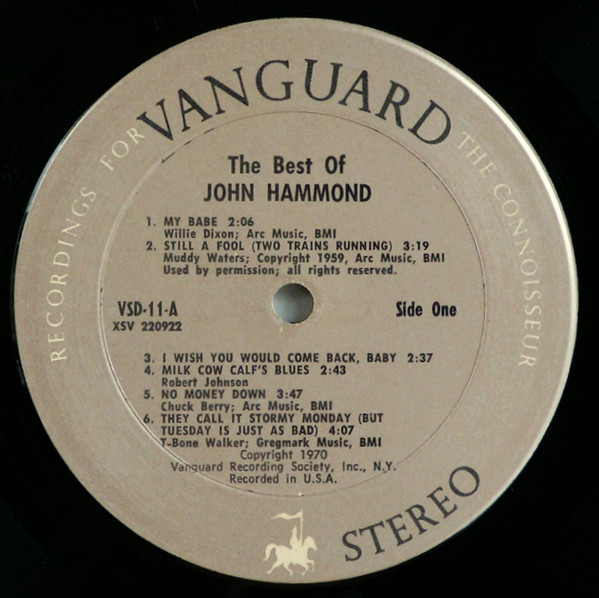 RECORDINGS FOR VANGUARD THE CONNOISSEUR
The Best Of
JOHN HAMMOND
1. MY BABE 2:06
Willie Dixon; Arc Music, BMI
2. STILL A FOOL (TWO TRAINS RUNNING) 3:19
Muddy Waters; Copyright 1959, Arc Music, BMI
Used by permission; all rights reserved.
VSD-11-A
XSV 220922
Side One
3. I WISH YOU WOULD COME BACK, BABY 2:37
4. MILK COW CALF'S BLUES 2:43
Robert Johnson
5. NO MONEY DOWN 3:47
Chuck Berry; Arc Music, BMI
6. THEY CALL IT STORMY MONDAY (BUT
TUESDAY IS JUST AS BAD) 4:07
T-Bone Walker; Gregmark Music, BMI
Copyright 1970
Vanguard Recording Society, Inc., N.Y.
Recorded in U.S.A.
STEREO